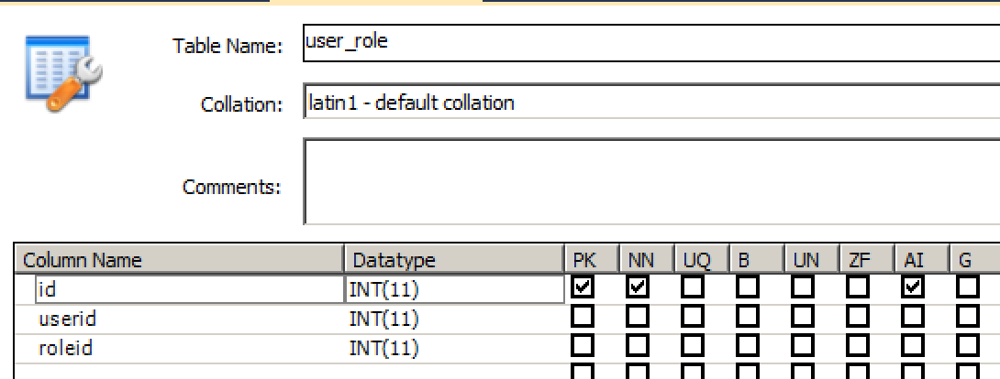 Table Name: user_role
Collation: latin1 - default collation
Comments:
Column Name Datatype PK NN UQ B UN ZF AI G
id INT(11)
userid INT(11)
roleid INT(11)